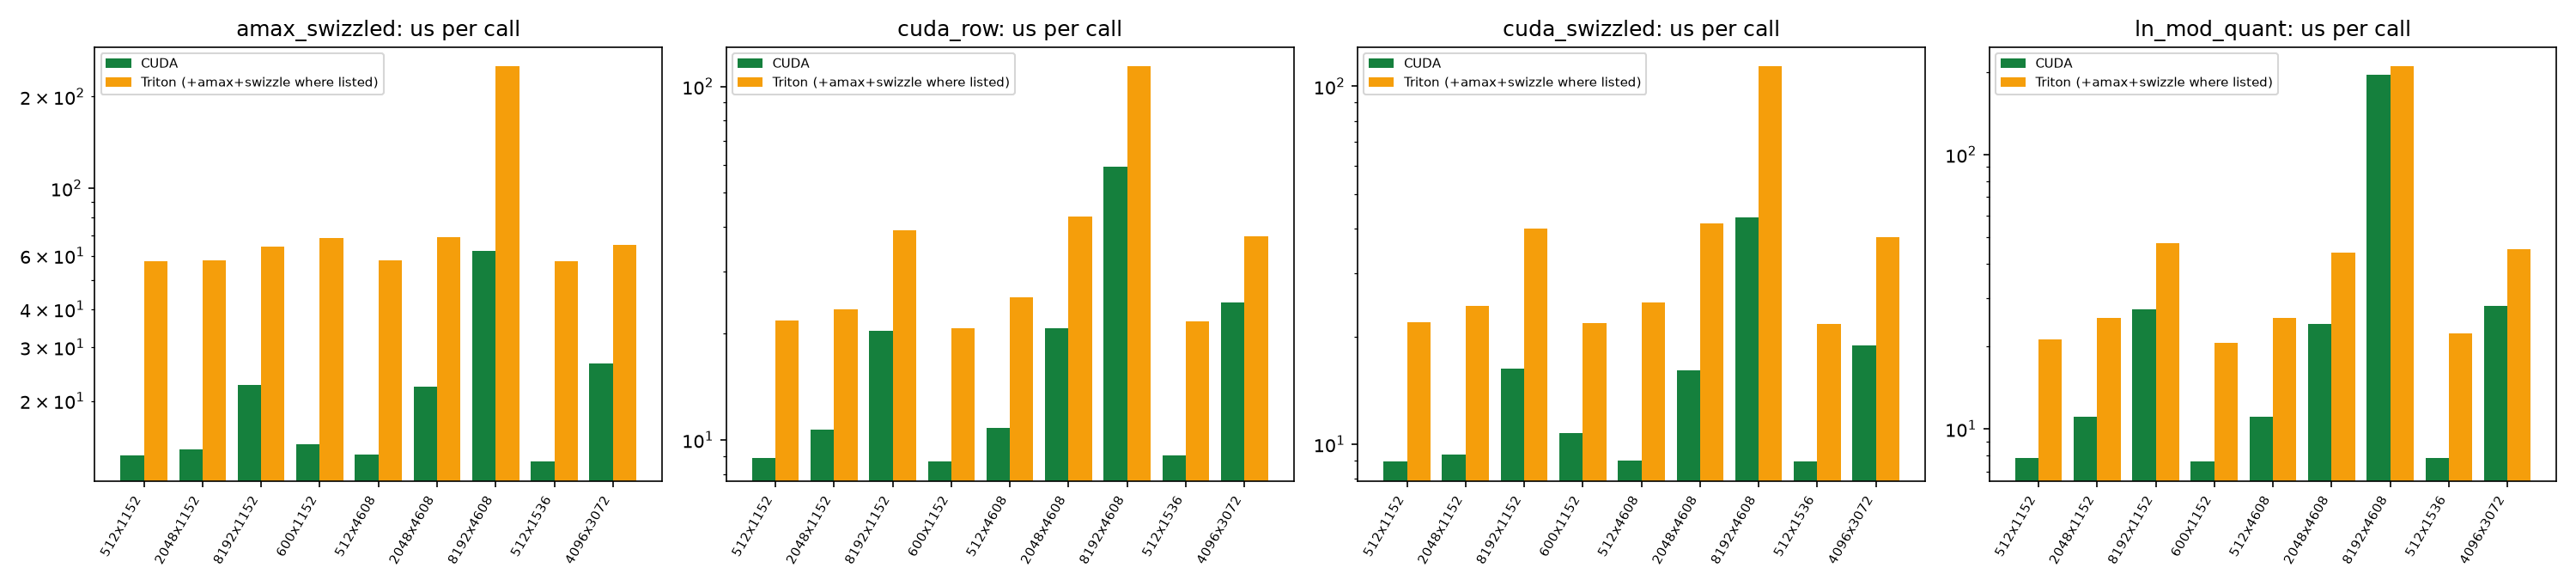 amax_swizzled: us per call
CUDA
Triton (+amax+swizzle where listed)
2 × 10²
10²
6 × 10¹
4 × 10¹
3 × 10¹
2 × 10¹
512x1152
2048x1152
8192x1152
600x1152
512x4608
2048x4608
8192x4608
512x1536
4096x3072
cuda_row: us per call
CUDA
Triton (+amax+swizzle where listed)
10²
10¹
512x1152
2048x1152
8192x1152
600x1152
512x4608
2048x4608
8192x4608
512x1536
4096x3072
cuda_swizzled: us per call
CUDA
Triton (+amax+swizzle where listed)
10²
10¹
512x1152
2048x1152
8192x1152
600x1152
512x4608
2048x4608
8192x4608
512x1536
4096x3072
ln_mod_quant: us per call
CUDA
Triton (+amax+swizzle where listed)
10²
10¹
512x1152
2048x1152
8192x1152
600x1152
512x4608
2048x4608
8192x4608
512x1536
4096x3072